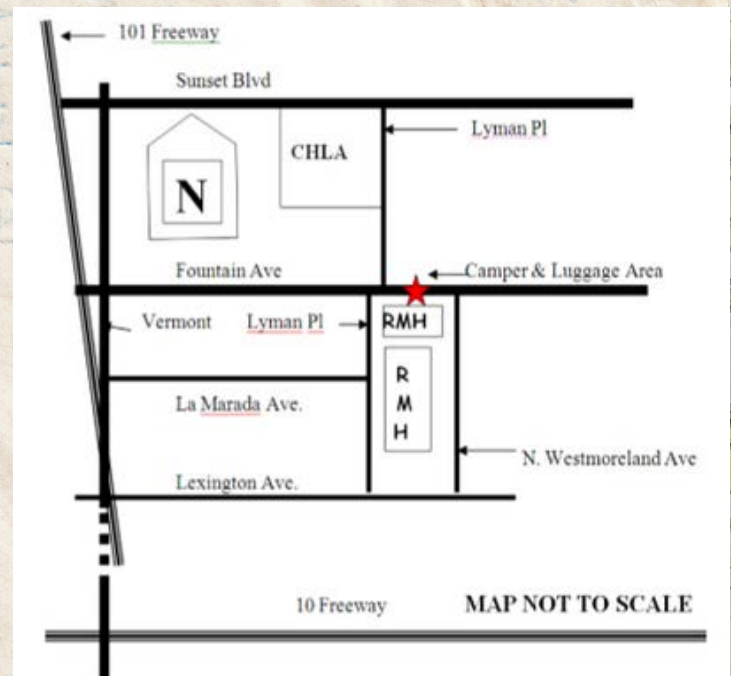 101 Freeway
Sunset Blvd
CHLA
Lyman Pl
N
Fountain Ave
Camper & Luggage Area
Vermont
Lyman Pl
RMH
La Marada Ave.
R
M
H
N. Westmoreland Ave
Lexington Ave.
10 Freeway
MAP NOT TO SCALE